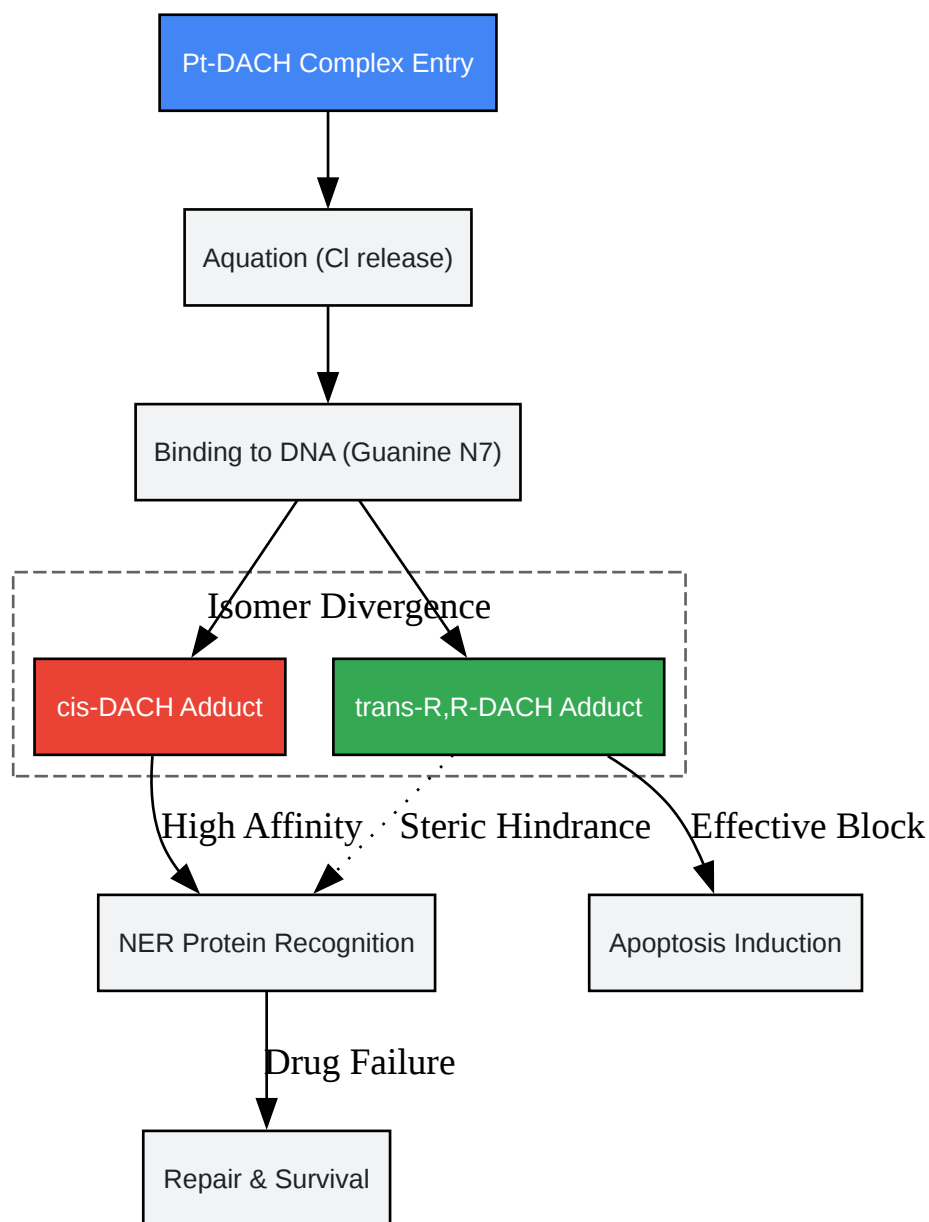 Pt-DACH Complex Entry
Aquation (Cl release)
Binding to DNA (Guanine N7)
Isomer Divergence
cis-DACH Adduct
trans-R,R-DACH Adduct
High Affinity
Steric Hindrance
Effective Block
NER Protein Recognition
Apoptosis Induction
Drug Failure
Repair & Survival